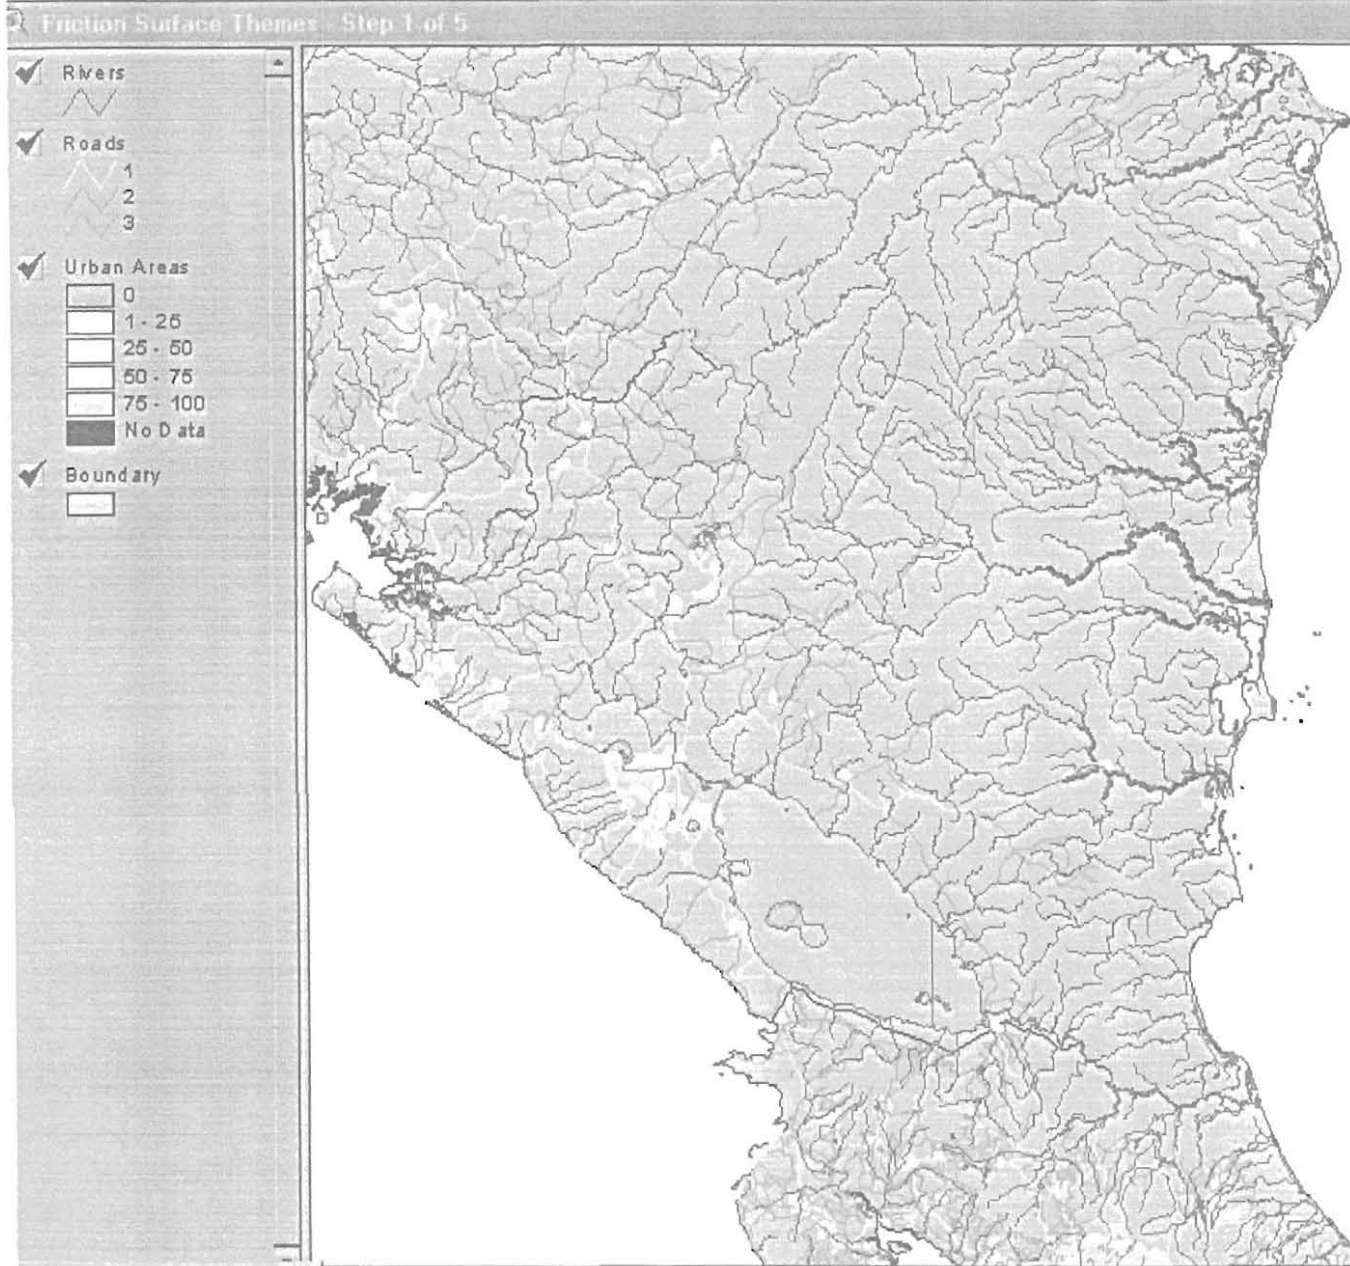 Friction Surface Themes - Step 1 of 5
Rivers
Roads
1
2
3
Urban Areas
0
1 - 25
25 - 50
50 - 75
75 - 100
No Data
Boundary